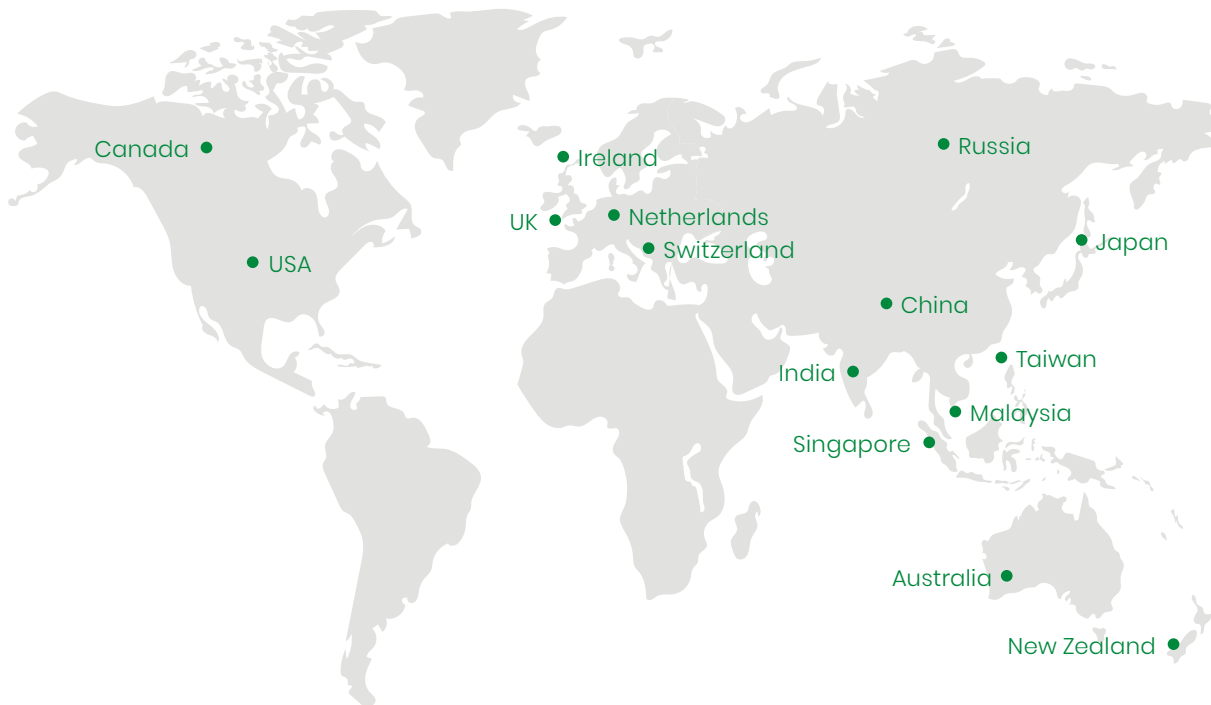 Canada
Ireland
Russia
UK
Netherlands
Switzerland
Japan
USA
China
Taiwan
India
Malaysia
Singapore
Australia
New Zealand